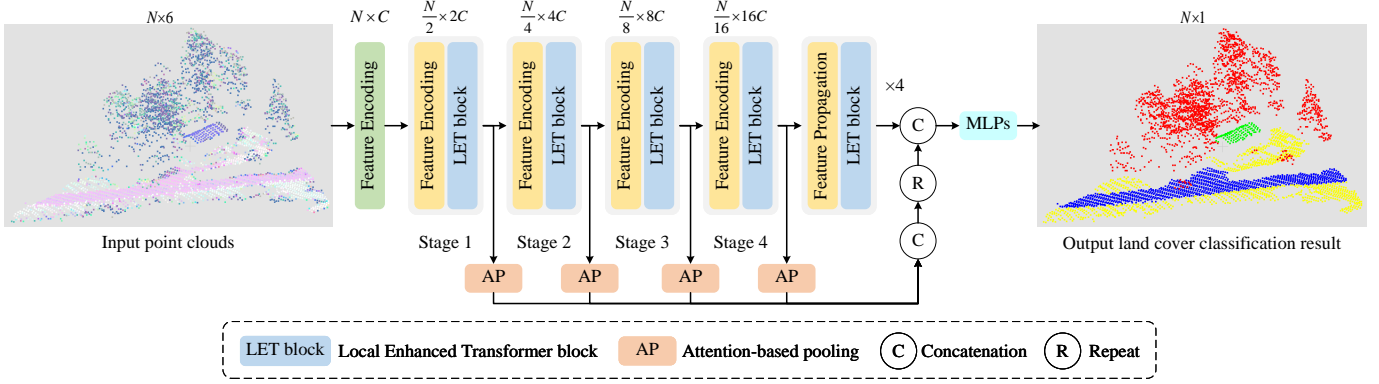 N×6
N×C
N/2 ×2C
N/4 ×4C
N/8 ×8C
N/16 ×16C
N×1
Feature Encoding
Feature Encoding
LET block
Feature Encoding
LET block
Feature Encoding
LET block
Feature Encoding
LET block
Feature Propagation
LET block
×4
C
MLPs
R
C
Input point clouds
Stage 1
Stage 2
Stage 3
Stage 4
Output land cover classification result
AP
AP
AP
AP
LET block
Local Enhanced Transformer block
AP
Attention-based pooling
C
Concatenation
R
Repeat